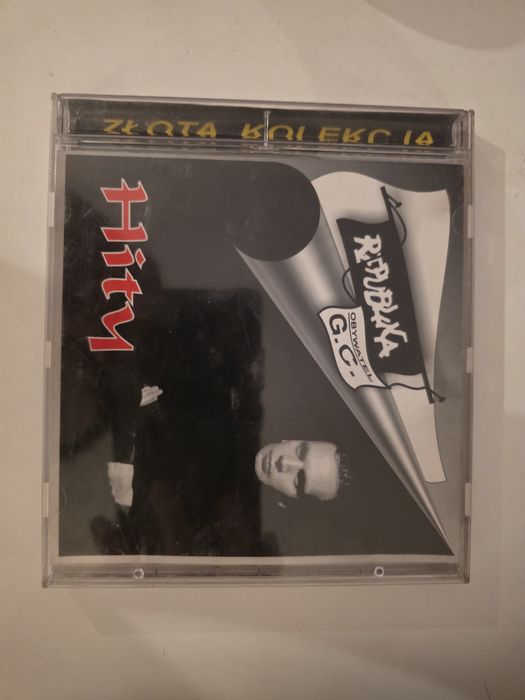 ZŁOTA KOLEKCJA
REPUBLIKA
OBYWATEL
G.C.
Hity